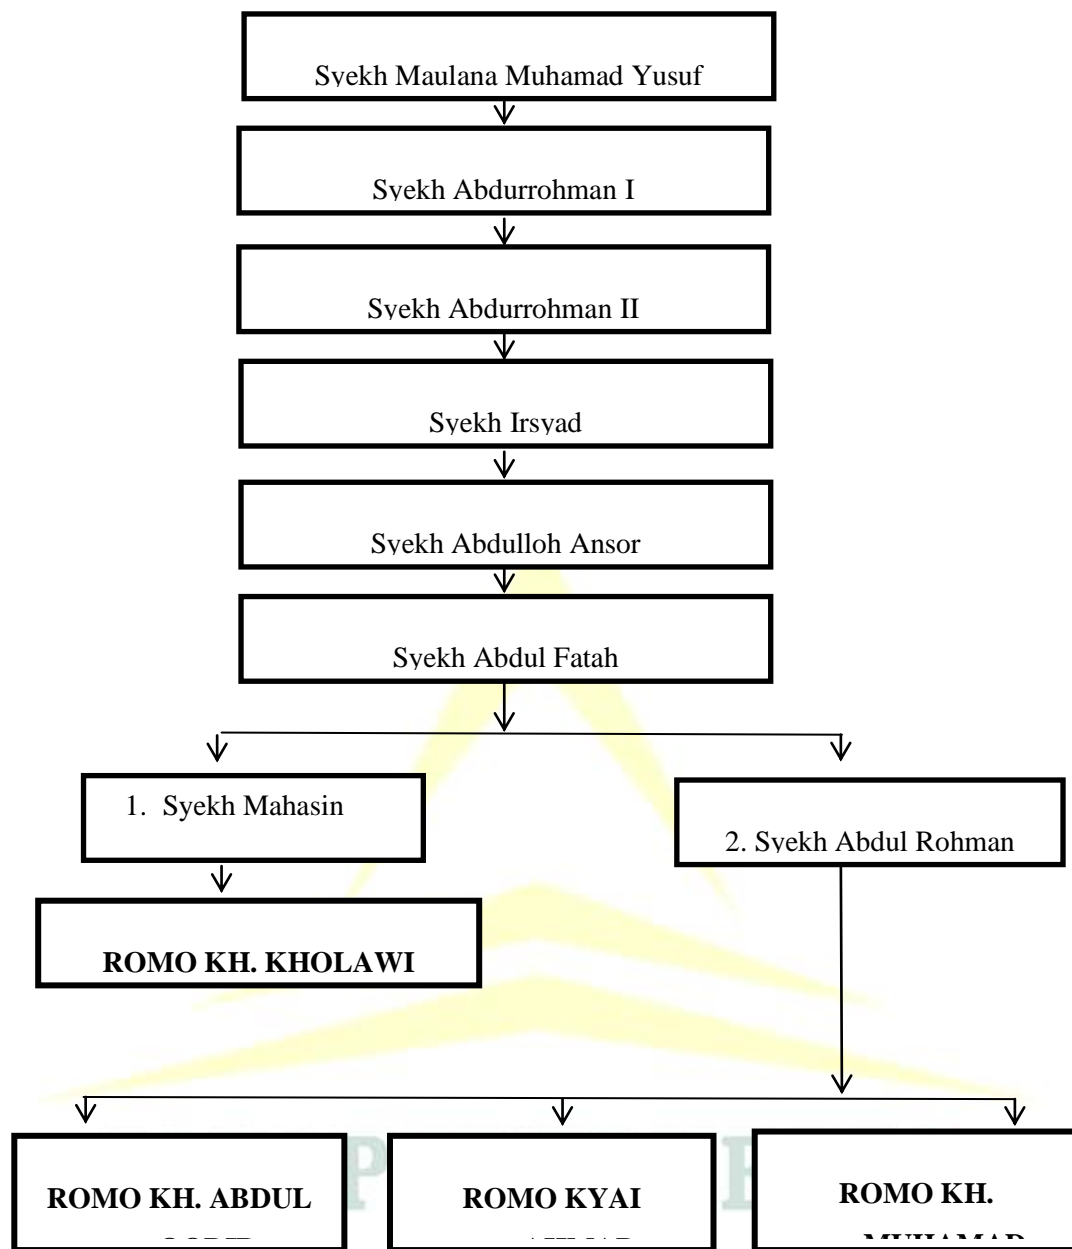 Syekh Maulana Muhamad Yusuf
Syekh Abdurrohman I
Syekh Abdurrohman II
Syekh Irsyad
Syekh Abdulloh Ansor
Syekh Abdul Fatah
1. Syekh Mahasin
2. Syekh Abdul Rohman
ROMO KH. KHOLAWI
ROMO KH. ABDUL
ROMO KYAI
ROMO KH.
MUHAMAD